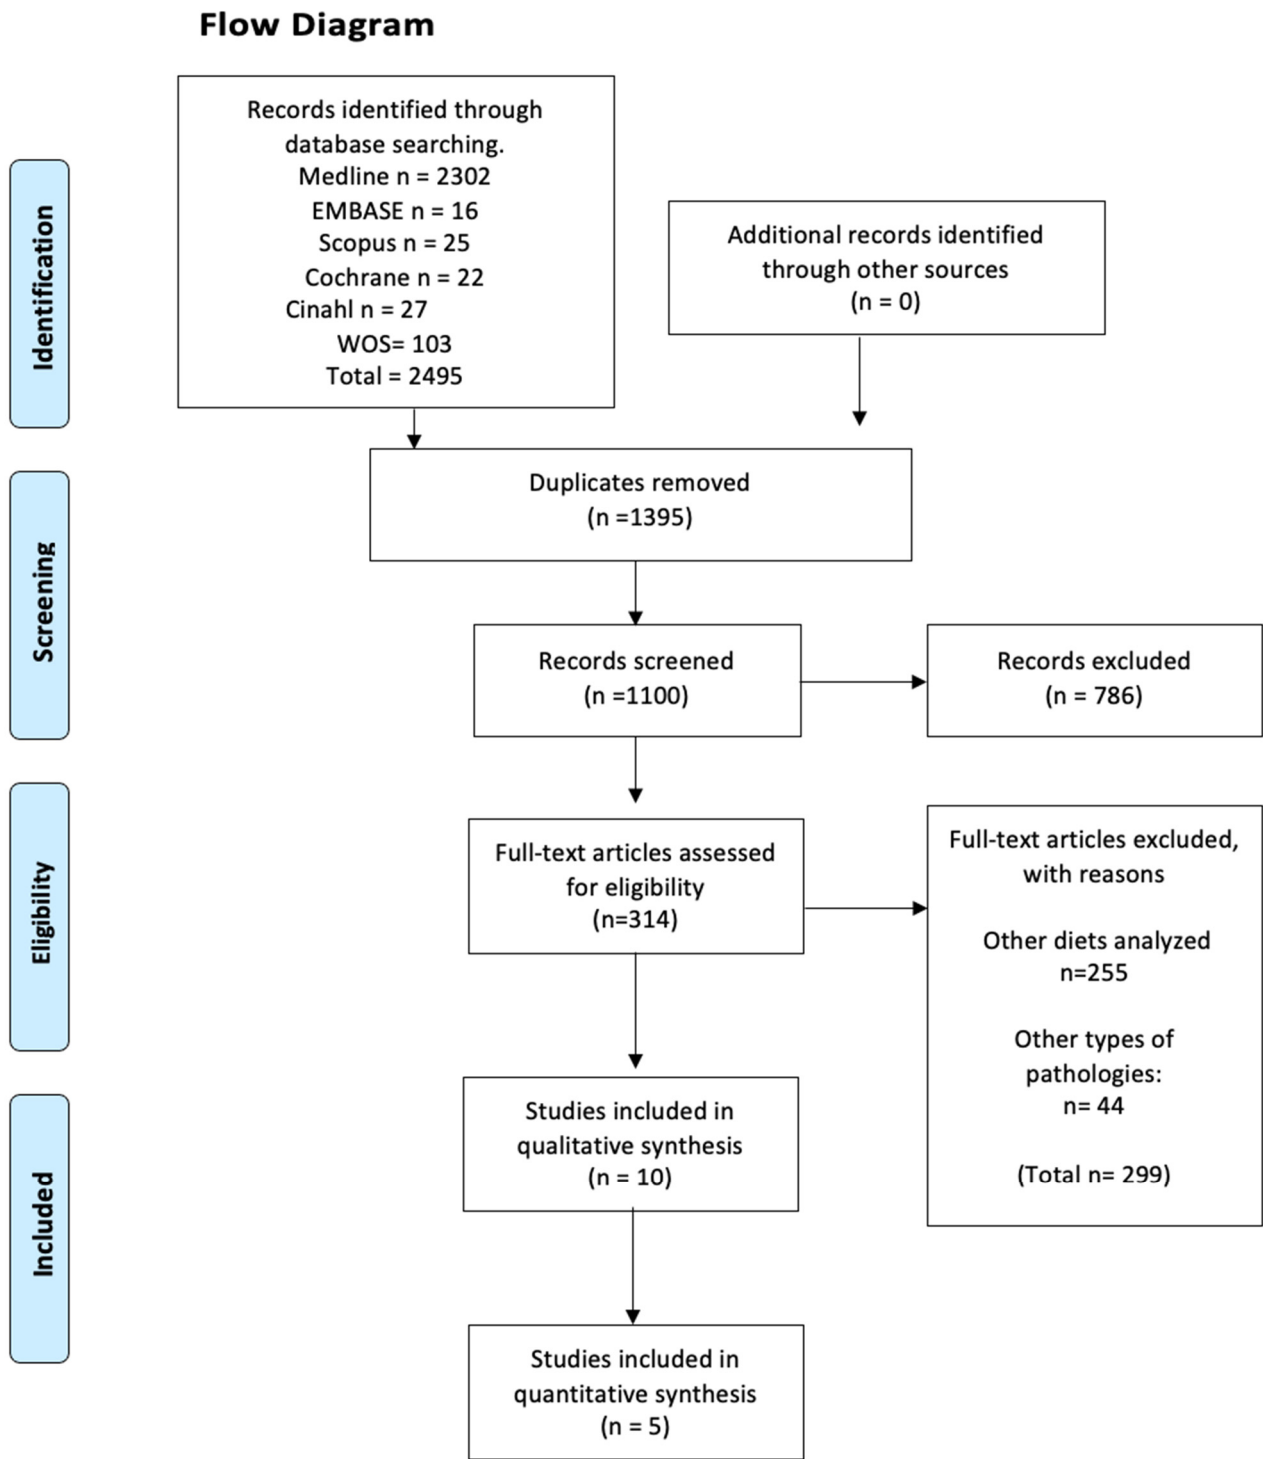 Flow Diagram
Identification
Records identified through
database searching.
Medline n = 2302
EMBASE n = 16
Scopus n = 25
Cochrane n = 22
Cinahl n = 27
WOS= 103
Total = 2495
Additional records identified
through other sources
(n = 0)
Screening
Duplicates removed
(n =1395)
Records screened
(n =1100)
Records excluded
(n = 786)
Eligibility
Full-text articles assessed
for eligibility
(n=314)
Full-text articles excluded,
with reasons
Other diets analyzed
n=255
Other types of
pathologies:
n= 44
(Total n= 299)
Included
Studies included in
qualitative synthesis
(n = 10)
Studies included in
quantitative synthesis
(n = 5)